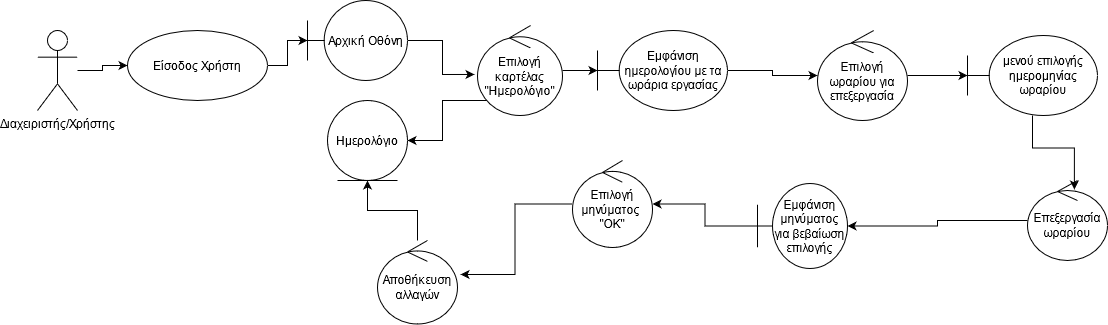 Διαχειριστής/Χρήστης
Είσοδος Χρήστη
Αρχική Οθόνη
Επιλογή
καρτέλας
"Ημερολόγιο"
Εμφάνιση
ημερολογίου με τα
ωράρια εργασίας
Επιλογή
ωραρίου για
επεξεργασία
μενού επιλογής
ημερομηνίας
ωραρίου
Ημερολόγιο
Επεξεργασία
ωραρίου
Εμφάνιση
μηνύματος
για βεβαίωση
επιλογής
Επιλογή
μηνύματος
"OK"
Αποθήκευση
αλλαγών